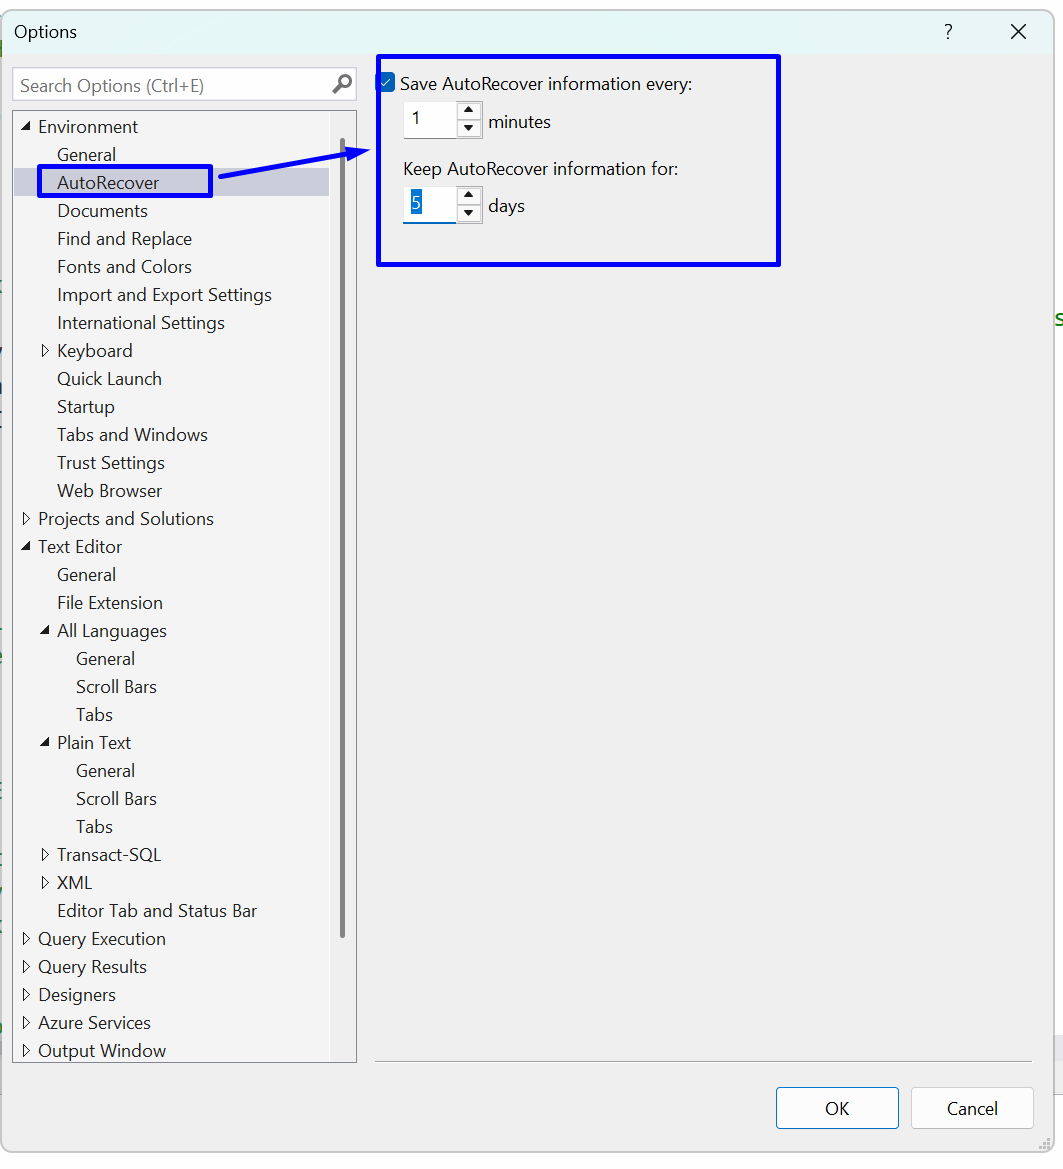 Options
?
Search Options (Ctrl+E)
Environment
General
AutoRecover
Documents
Find and Replace
Fonts and Colors
Import and Export Settings
International Settings
Keyboard
Quick Launch
Startup
Tabs and Windows
Trust Settings
Web Browser
Projects and Solutions
Text Editor
General
File Extension
All Languages
General
Scroll Bars
Tabs
Plain Text
General
Scroll Bars
Tabs
Transact-SQL
XML
Editor Tab and Status Bar
Query Execution
Query Results
Designers
Azure Services
Output Window
Save AutoRecover information every:
1 minutes
Keep AutoRecover information for:
5 days
OK
Cancel